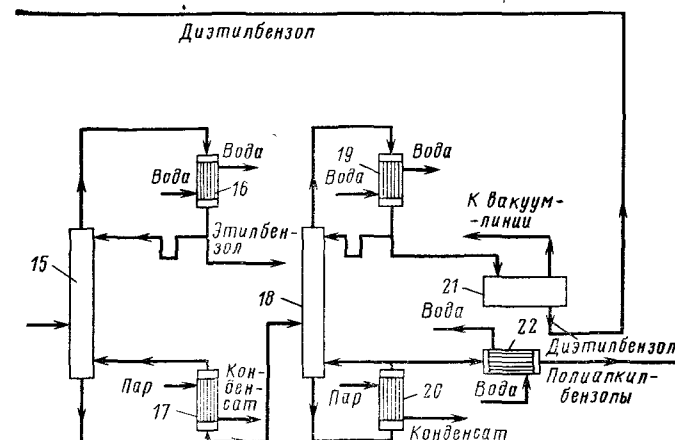 Диэтилбензол
Вода
Вода
16
19
Вода
Вода
К вакуум-
-линии
Этилбен-
зол
15
18
21
Вода
22
Диэтилбензол
Полиалкил-
бензолы
Пар
Кон-
ден-
сат
17
Пар
20
Вода
Конденсат